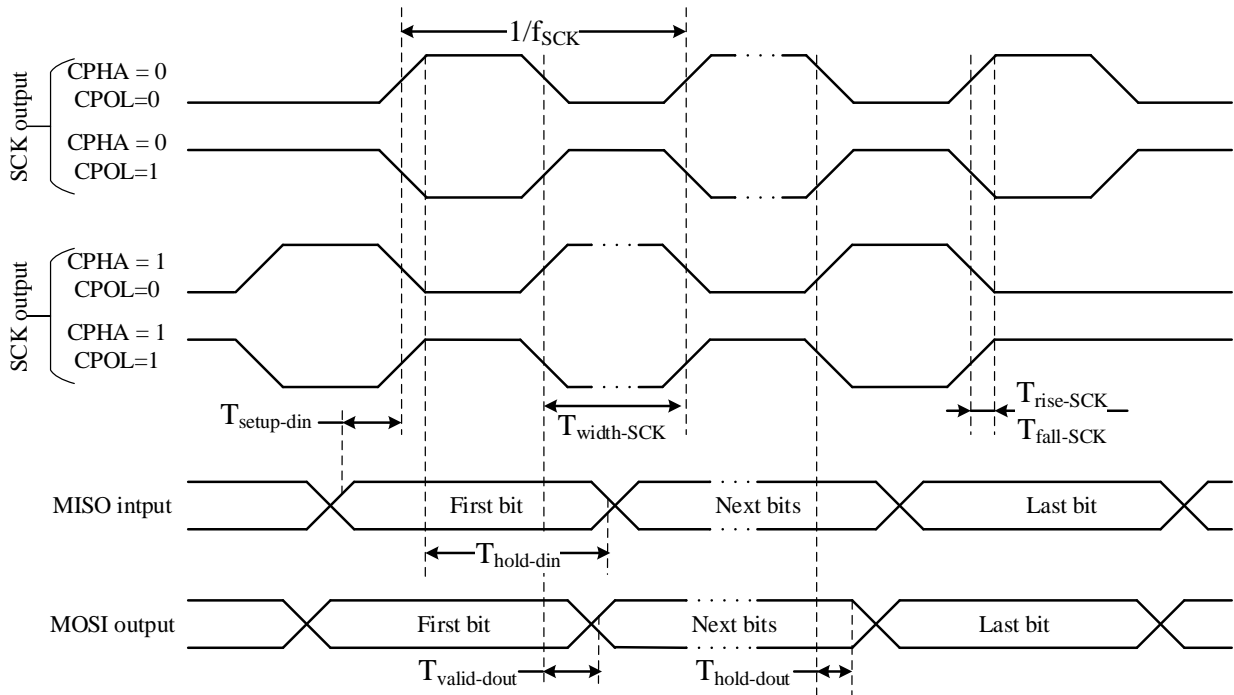 1/fSCK
SCK output
CPHA = 0
CPOL=0
CPHA = 0
CPOL=1
SCK output
CPHA = 1
CPOL=0
CPHA = 1
CPOL=1
Tsetup-din
Twidth-SCK
Trise-SCK
Tfall-SCK
MISO intput
First bit
Next bits
Last bit
Thold-din
MOSI output
First bit
Next bits
Last bit
Tvalid-dout
Thold-dout